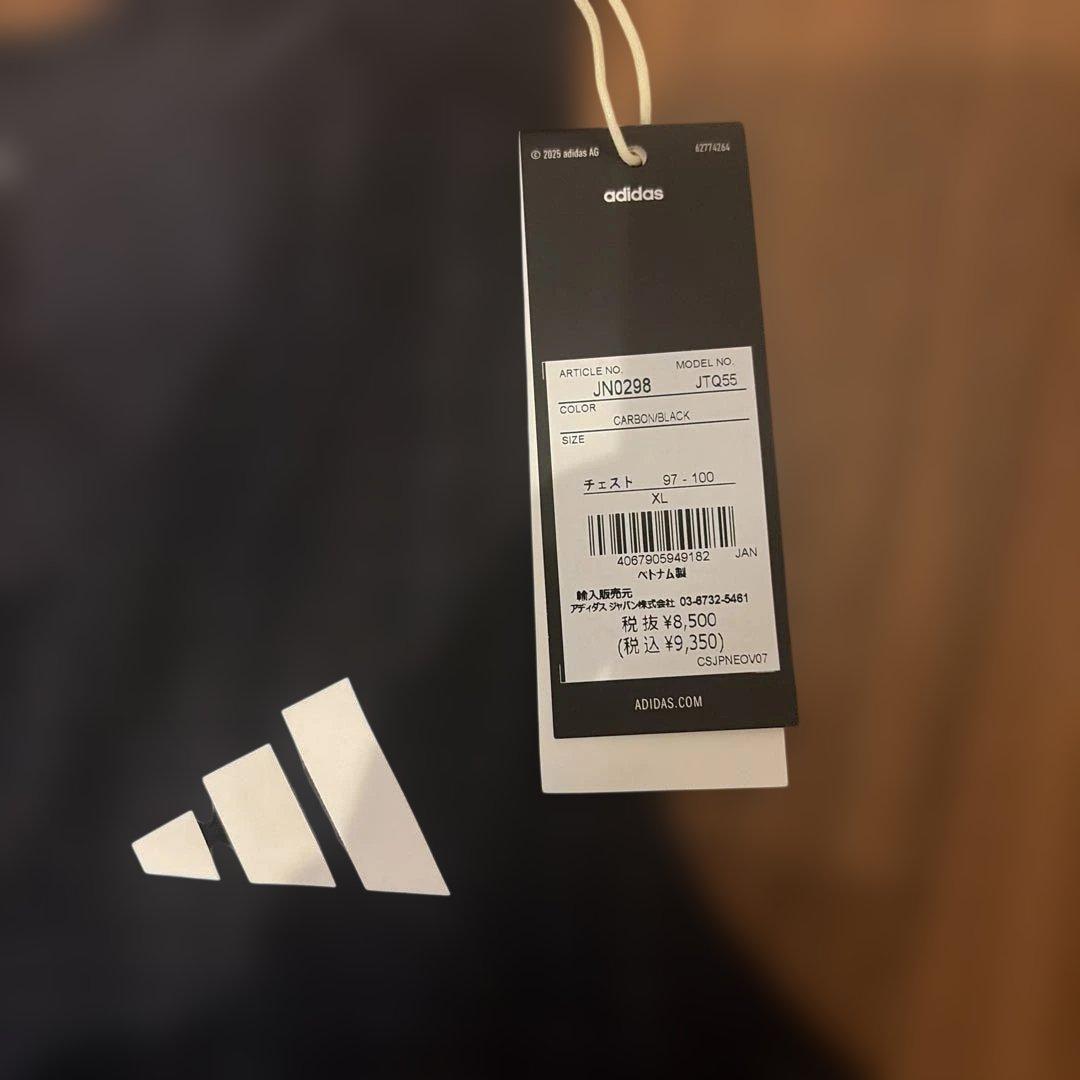 © 2025 adidas AG 62774264
adidas
ARTICLE NO. MODEL NO.
JN0298 JTQ55
COLOR
CARBON/BLACK
SIZE
チェスト 97 - 100
XL
4067905949182 JAN
ベトナム製
輸入販売元
アディダス ジャパン株式会社 03-6732-5461
税抜 ¥8,500
(税込 ¥9,350)
CSJPNEOV07
ADIDAS.COM